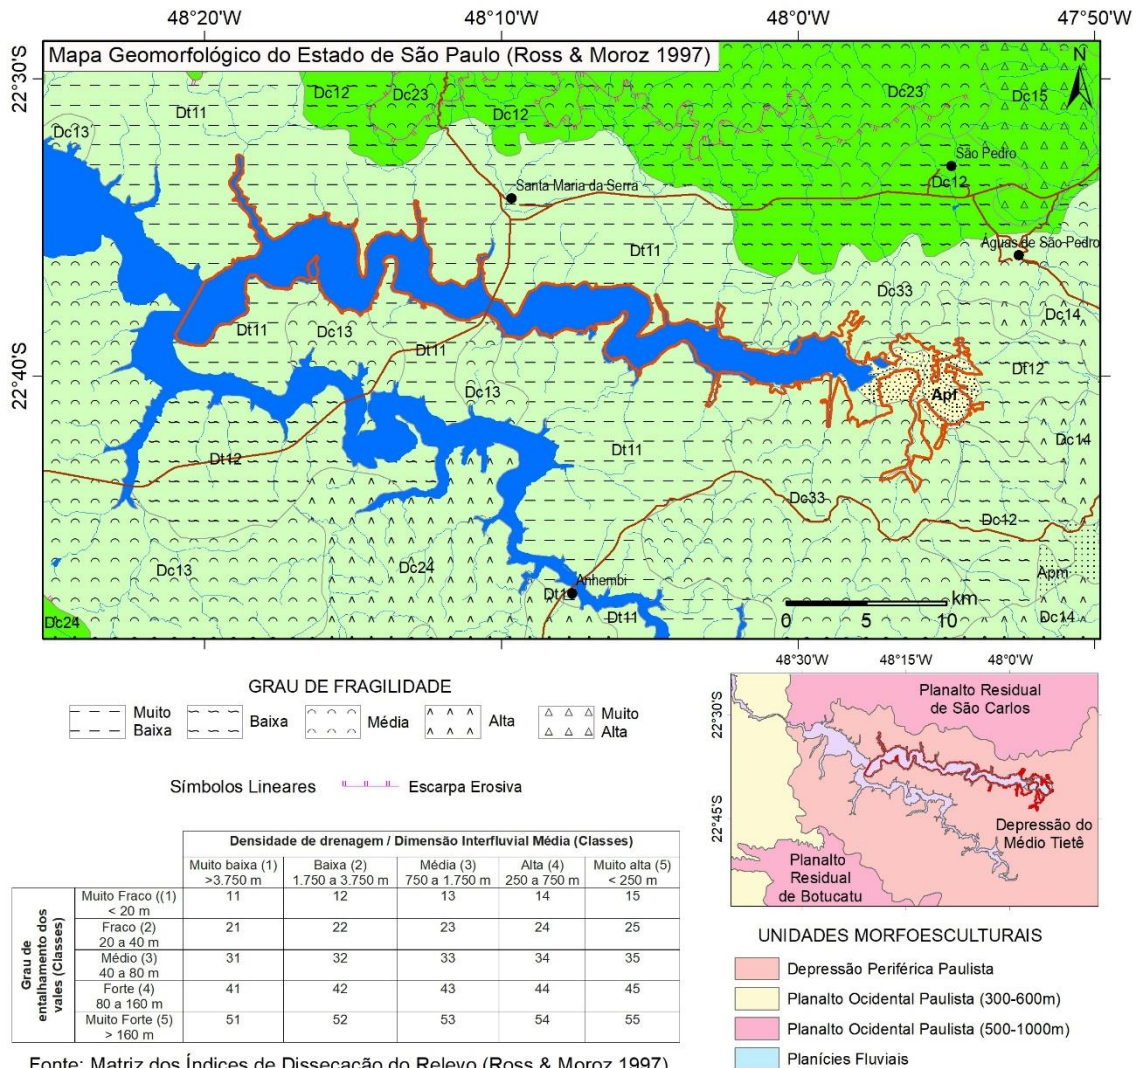 48°20'W 48°10'W 48°0'W 47°50'W
Mapa Geomorfológico do Estado de São Paulo (Ross & Moroz 1997)
N
22°30'S
22°40'S
Dc13
Dt11
Dc12
Dc23
Dc12
Dc23
Dc15
São Pedro
Dc12
Santa Maria da Serra
Águas de São Pedro
Dt11
Dc33
Dt11
Dc13
Dt11
Dc14
Dc13
Dt12
Apf
Dt12
Dt11
Dc14
Dc33
Dc12
Dc13
Dc24
Apm
Anhembi
Dt11
Dc14
Dc24
km
0 5 10
GRAU DE FRAGILIDADE
Muito Baixa
Baixa
Média
Alta
Muito Alta
Símbolos Lineares
Escarpa Erosiva
Densidade de drenagem / Dimensão Interfluvial Média (Classes)
Muito baixa (1) Baixa (2) Média (3) Alta (4) Muito alta (5)
>3.750 m 1.750 a 3.750 m 750 a 1.750 m 250 a 750 m < 250 m
Grau de entalhamento dos vales (Classes)
Muito Fraco ((1) < 20 m 11 12 13 14 15
Fraco (2) 20 a 40 m 21 22 23 24 25
Médio (3) 40 a 80 m 31 32 33 34 35
Forte (4) 80 a 160 m 41 42 43 44 45
Muito Forte (5) > 160 m 51 52 53 54 55
Fonte: Matriz dos Índices de Dissecação do Relevo (Ross & Moroz 1997)
48°30'W 48°15'W 48°0'W
22°30'S
22°45'S
Planalto Residual
de São Carlos
Depressão do
Médio Tietê
Planalto
Residual
de Botucatu
UNIDADES MORFOESCULTURAIS
Depressão Periférica Paulista
Planalto Ocidental Paulista (300-600m)
Planalto Ocidental Paulista (500-1000m)
Planícies Fluviais